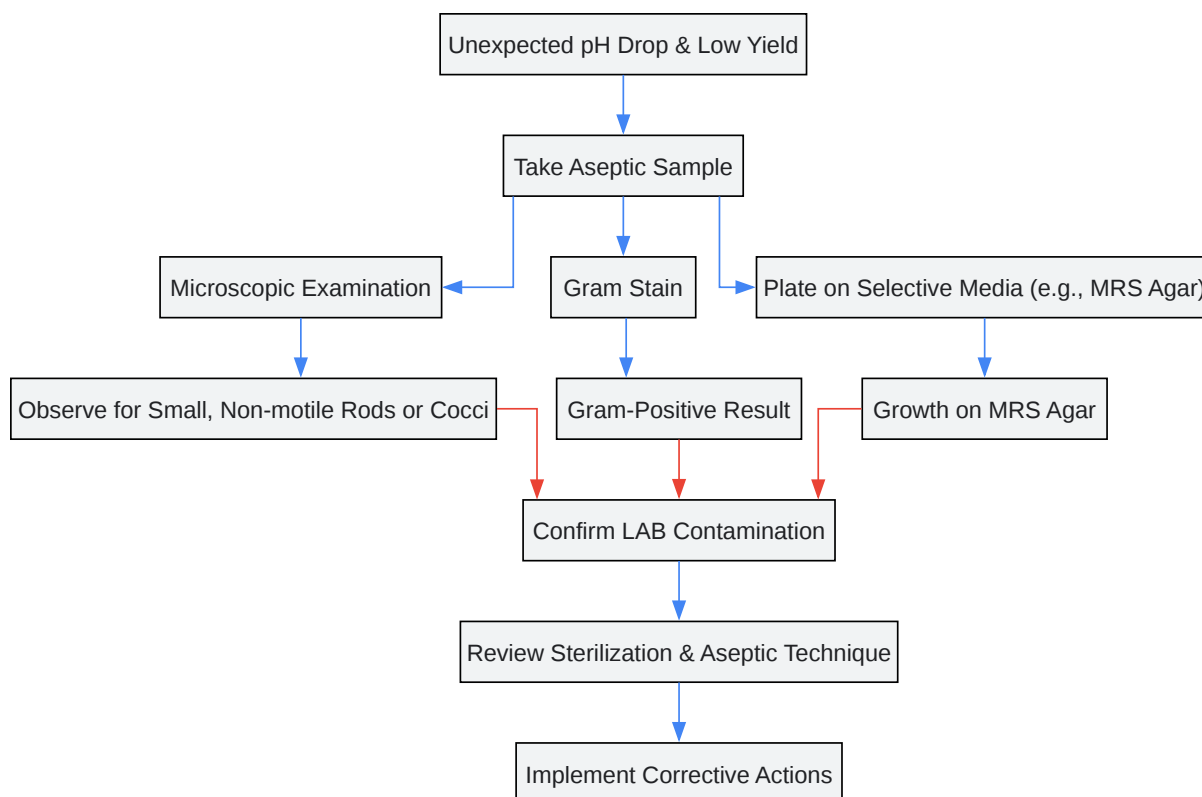 Unexpected pH Drop & Low Yield
Take Aseptic Sample
Microscopic Examination
Gram Stain
Plate on Selective Media (e.g., MRS Agar)
Observe for Small, Non-motile Rods or Cocci
Gram-Positive Result
Growth on MRS Agar
Confirm LAB Contamination
Review Sterilization & Aseptic Technique
Implement Corrective Actions